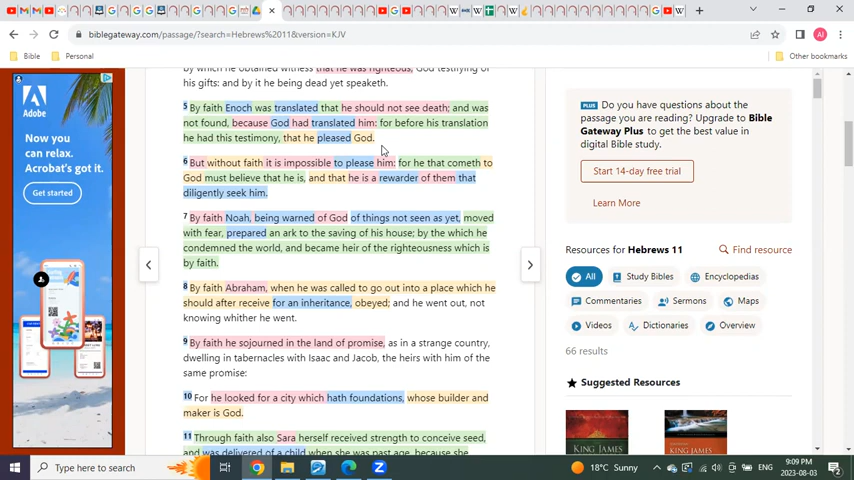 biblegateway.com/passage/?search=Hebrews%2011&version=KJV
Bible
Personal
Other bookmarks
by which he obtained witness that he was righteous, God testifying of
his gifts: and by it he being dead yet speaketh.
5 By faith Enoch was translated that he should not see death; and was
not found, because God had translated him: for before his translation
he had this testimony, that he pleased God.
6 But without faith it is impossible to please him: for he that cometh to
God must believe that he is, and that he is a rewarder of them that
diligently seek him.
7 By faith Noah, being warned of God of things not seen as yet, moved
with fear, prepared an ark to the saving of his house; by the which he
condemned the world, and became heir of the righteousness which is
by faith.
8 By faith Abraham, when he was called to go out into a place which he
should after receive for an inheritance, obeyed; and he went out, not
knowing whither he went.
9 By faith he sojourned in the land of promise, as in a strange country,
dwelling in tabernacles with Isaac and Jacob, the heirs with him of the
same promise:
10 For he looked for a city which hath foundations, whose builder and
maker is God.
11 Through faith also Sara herself received strength to conceive seed,
and was delivered of a child when she was past age, because she
Adobe
Now you
can relax.
Acrobat's got it.
Get started
PLUS Do you have questions about the
passage you are reading? Upgrade to Bible
Gateway Plus to get the best value in
digital Bible study.
Start 14-day free trial
Learn More
Resources for Hebrews 11
Find resource
All
Study Bibles
Encyclopedias
Commentaries
Sermons
Maps
Videos
Dictionaries
Overview
66 results
Suggested Resources
KING JAMES
KING JAMES
Type here to search
18°C Sunny
ENG
9:09 PM
2023-08-03
2